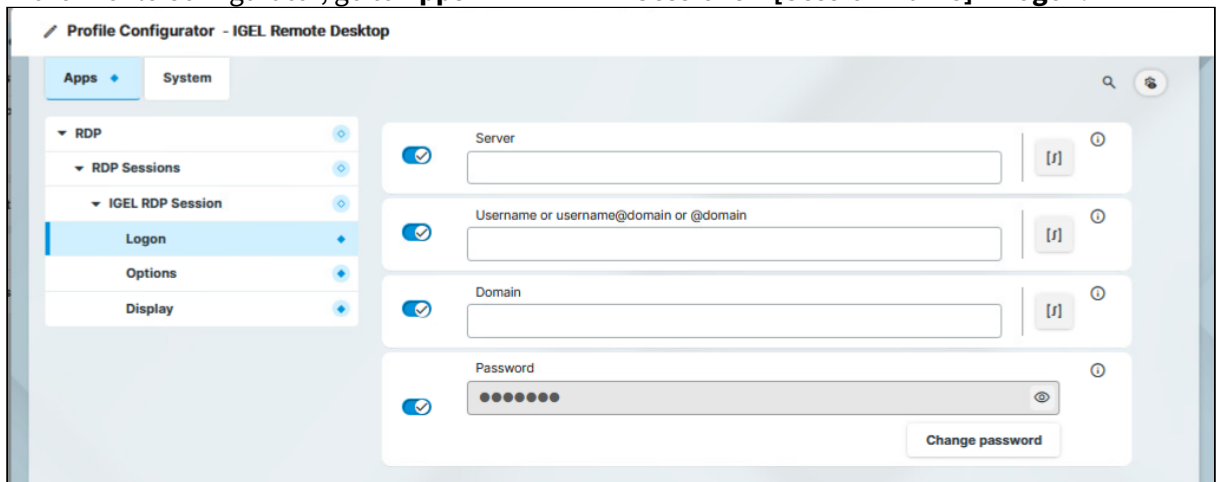 Profile Configurator - IGEL Remote Desktop
Apps
System
RDP
RDP Sessions
IGEL RDP Session
Logon
Options
Display
Server
[ʃ]
Username or username@domain or @domain
[ʃ]
Domain
[ʃ]
Password
●●●●●●●
Change password